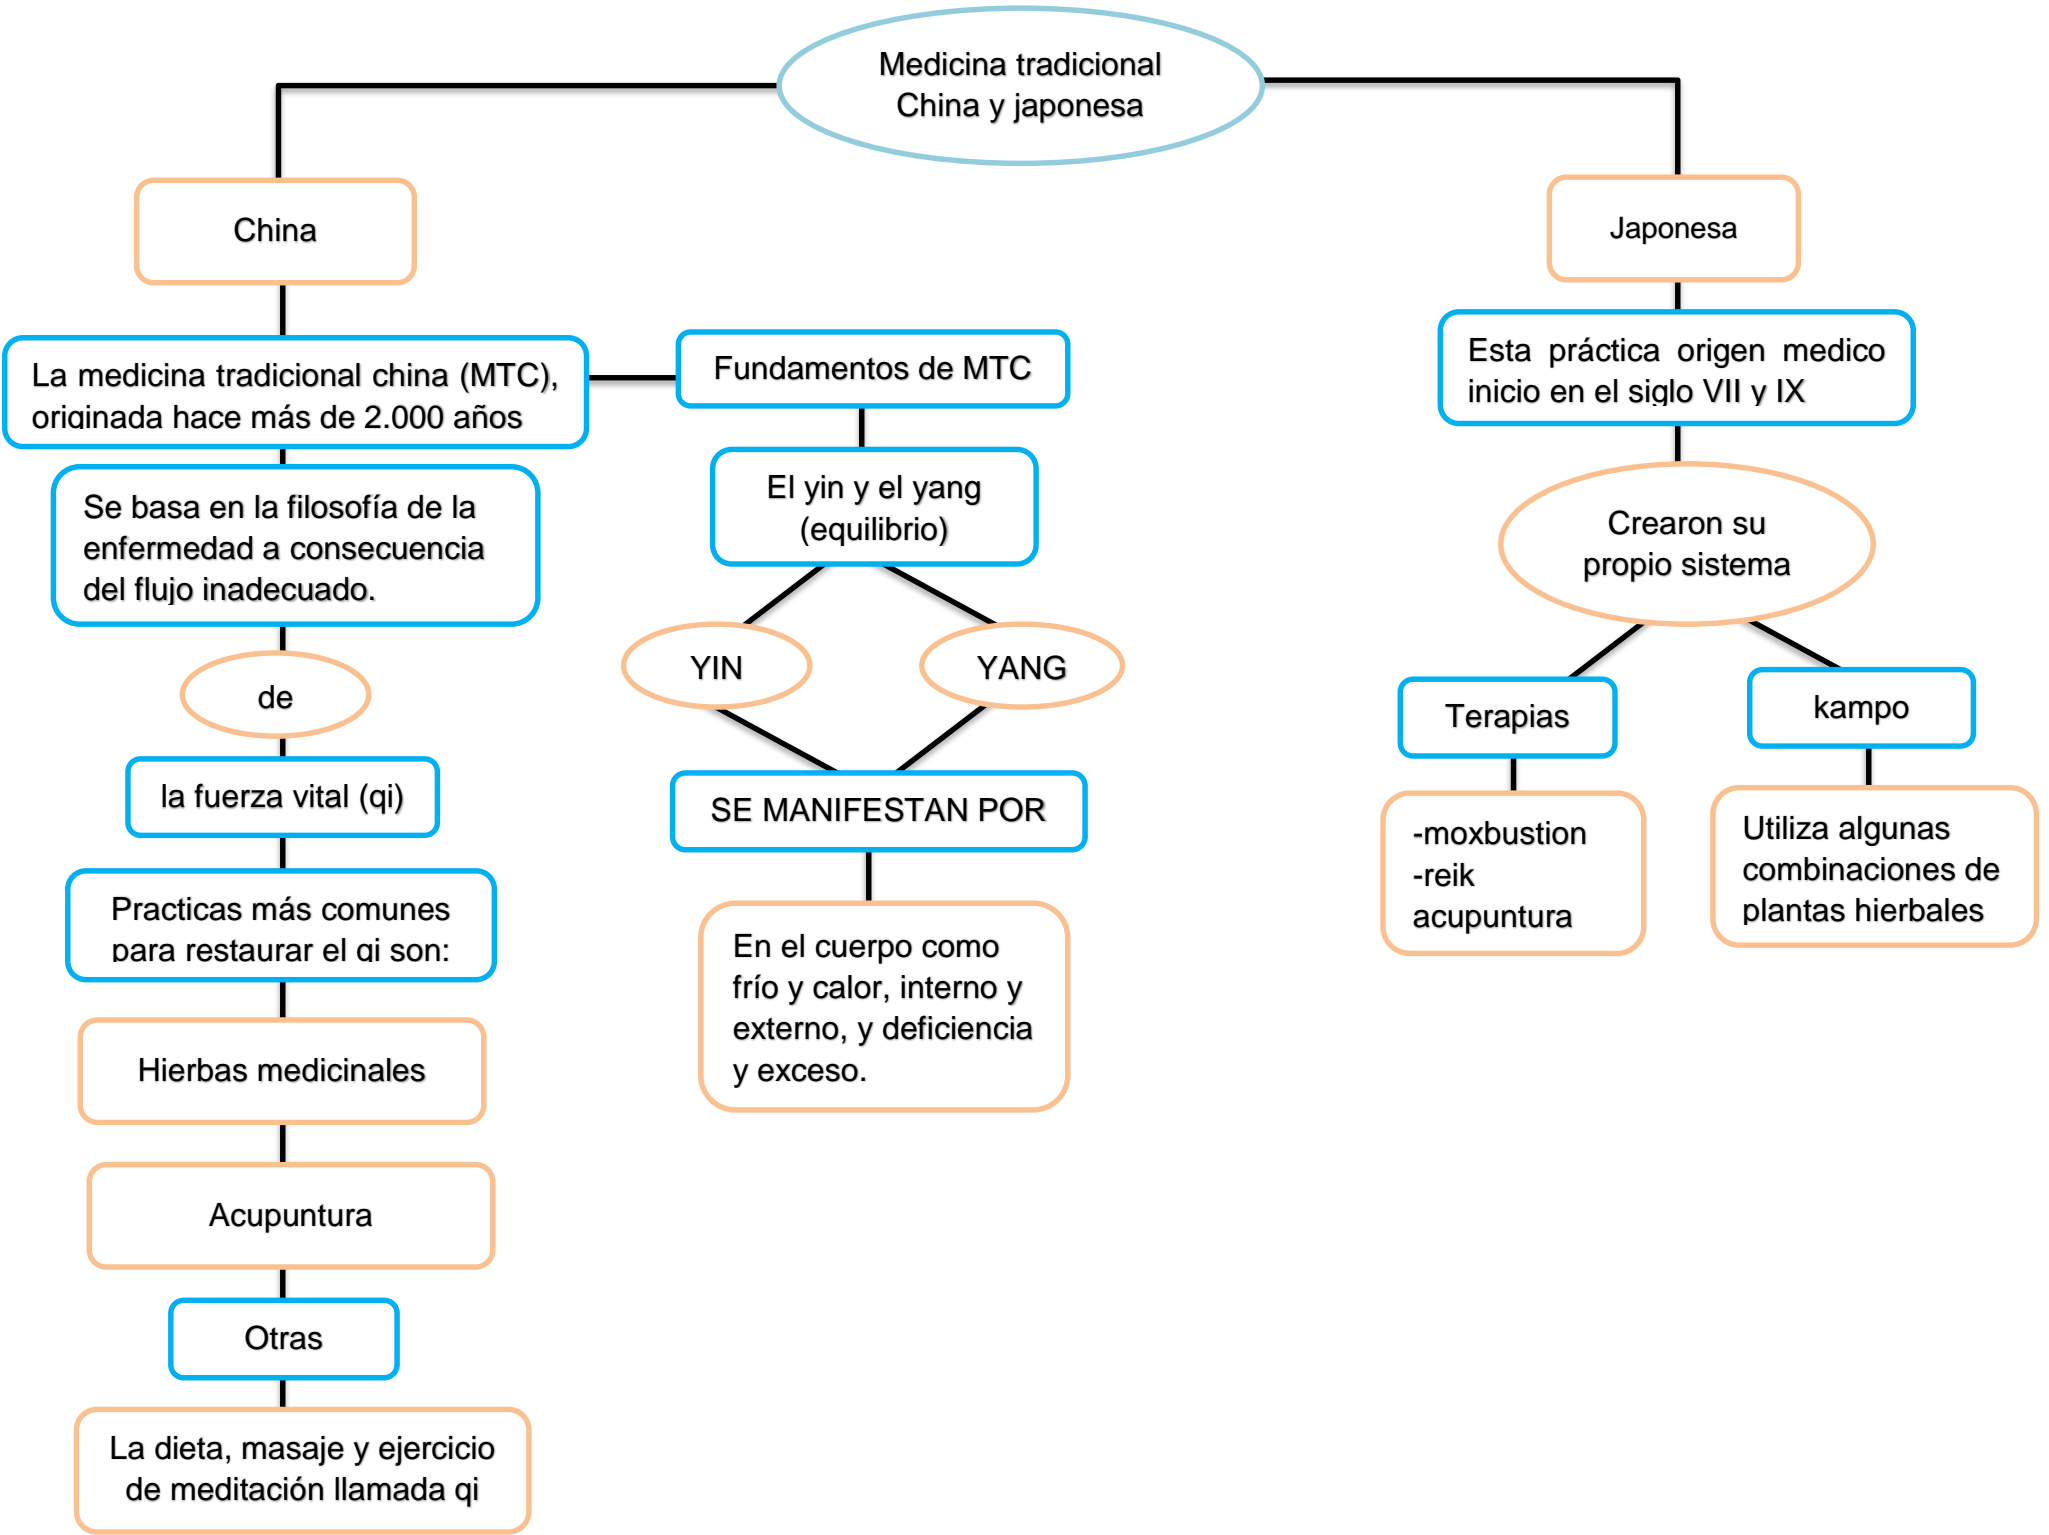 Medicina tradicional
China y japonesa
China
La medicina tradicional china (MTC),
originada hace más de 2.000 años
Se basa en la filosofía de la
enfermedad a consecuencia
del flujo inadecuado.
de
la fuerza vital (qi)
Practicas más comunes
para restaurar el qi son:
Hierbas medicinales
Acupuntura
Otras
La dieta, masaje y ejercicio
de meditación llamada qi
Fundamentos de MTC
El yin y el yang
(equilibrio)
YIN
YANG
SE MANIFESTAN POR
En el cuerpo como
frío y calor, interno y
externo, y deficiencia
y exceso.
Japonesa
Esta práctica origen medico
inicio en el siglo VII y IX
Crearon su
propio sistema
Terapias
-moxbustion
-reik
acupuntura
kampo
Utiliza algunas
combinaciones de
plantas hierbales